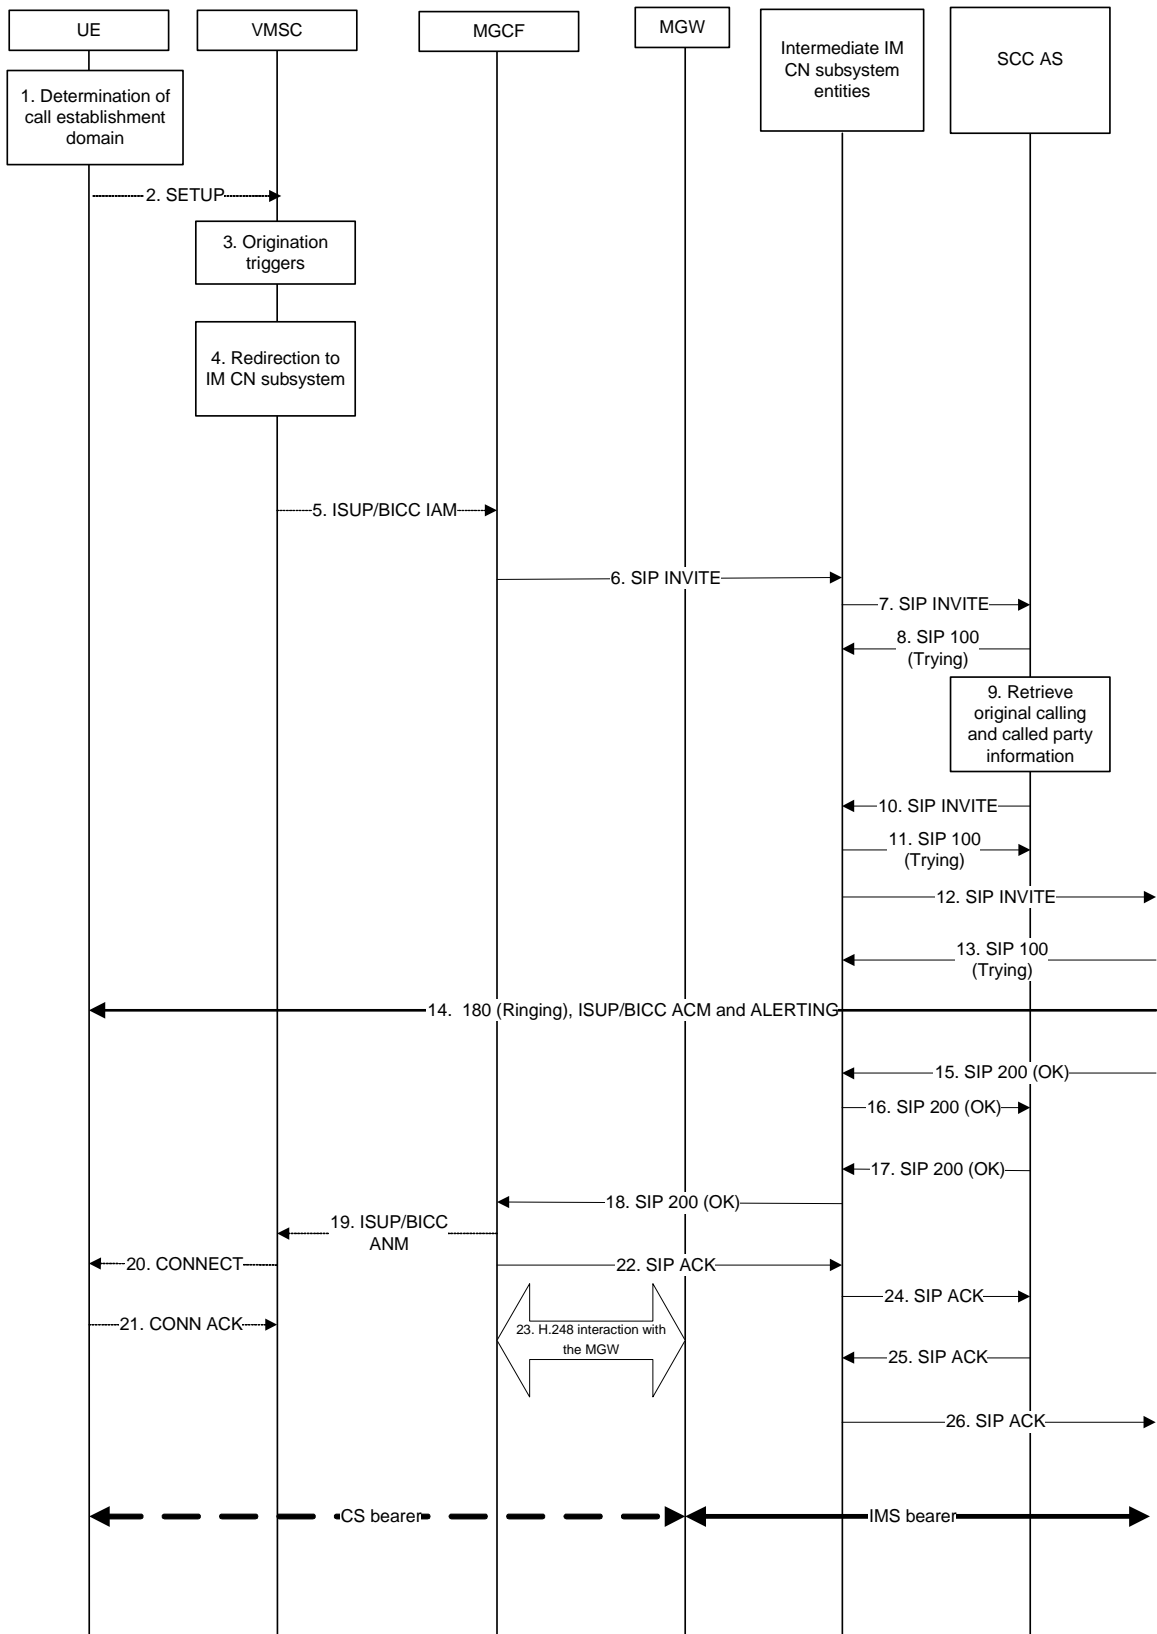 UE
VMSC
MGCF
MGW
Intermediate IM
CN subsystem
entities
SCC AS
1. Determination of
call establishment
domain
2. SETUP
3. Origination
triggers
4. Redirection to
IM CN subsystem
5. ISUP/BICC IAM
6. SIP INVITE
7. SIP INVITE
8. SIP 100
(Trying)
9. Retrieve
original calling
and called party
information
10. SIP INVITE
11. SIP 100
(Trying)
12. SIP INVITE
13. SIP 100
(Trying)
14. 180 (Ringing), ISUP/BICC ACM and ALERTING
15. SIP 200 (OK)
16. SIP 200 (OK)
17. SIP 200 (OK)
18. SIP 200 (OK)
19. ISUP/BICC
ANM
20. CONNECT
22. SIP ACK
24. SIP ACK
21. CONN ACK
23. H.248 interaction with
the MGW
25. SIP ACK
26. SIP ACK
CS bearer
IMS bearer